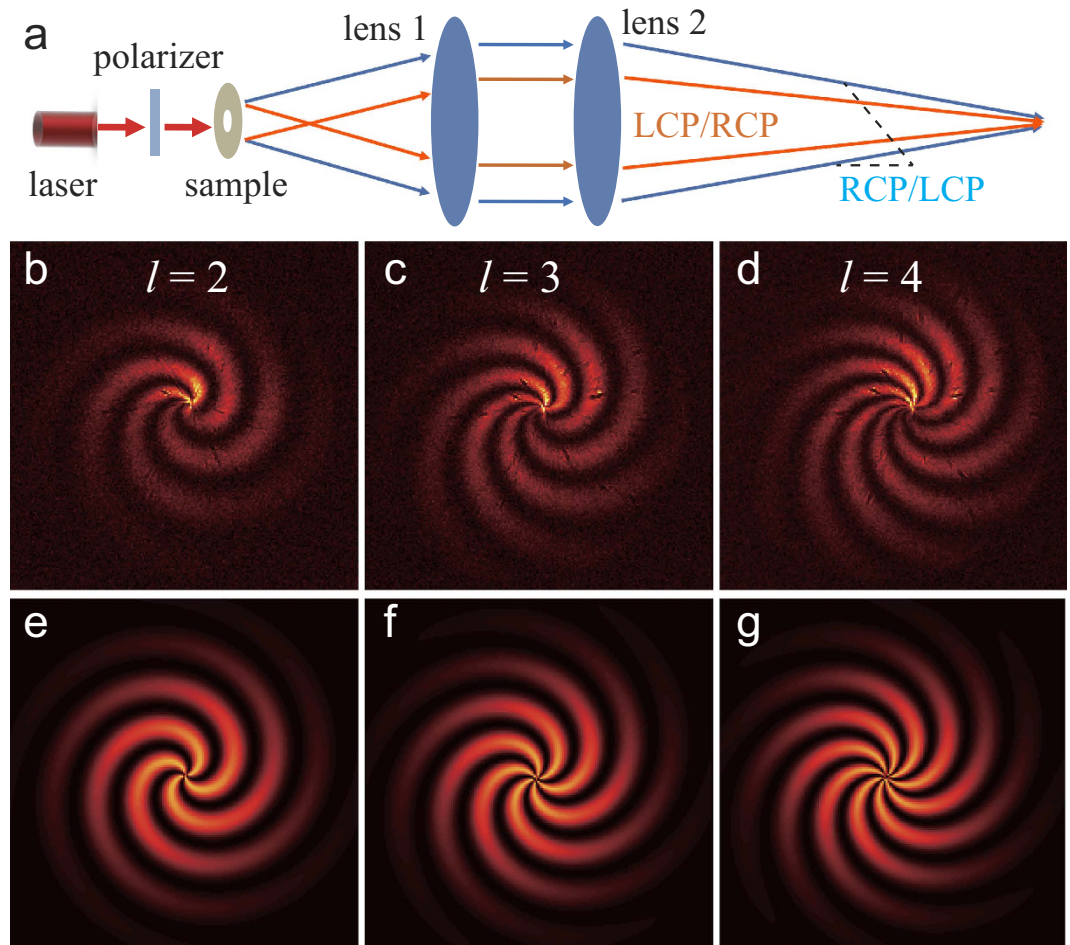 a
lens 1
lens 2
polarizer
LCP/RCP
laser
sample
RCP/LCP
b
l = 2
c
l = 3
d
l = 4
e
f
g